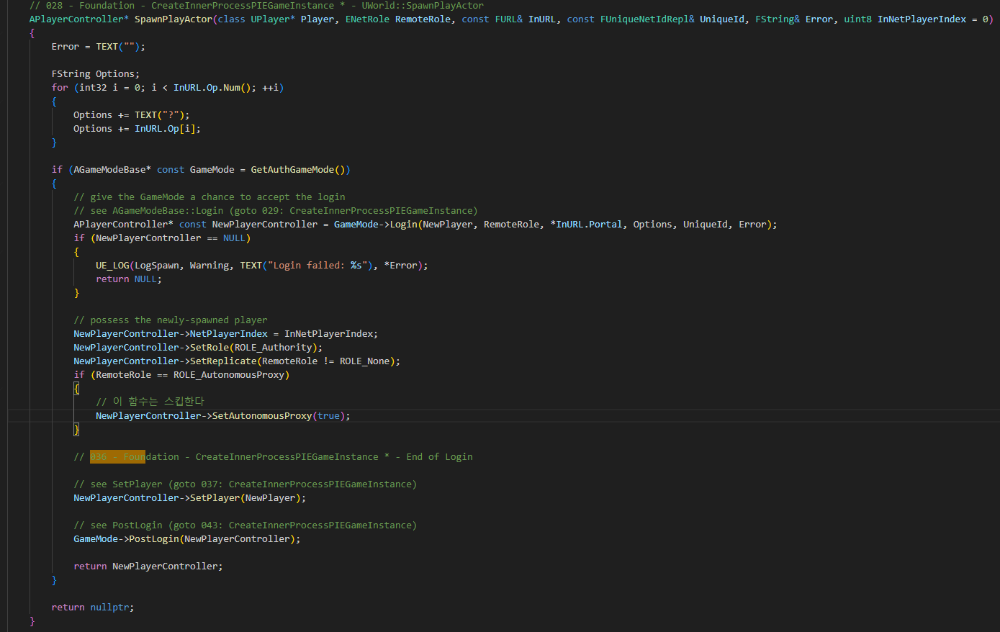 // 028 - Foundation - CreateInnerProcessPIEGameInstance * - UWorld::SpawnPlayActor
APlayerController* SpawnPlayActor(class UPlayer* Player, ENetRole RemoteRole, const FURL& InURL, const FUniqueNetIdRepl& UniqueId, FString& Error, uint8 InNetPlayerIndex = 0)
{
Error = TEXT("");
FString Options;
for (int32 i = 0; i < InURL.Op.Num(); ++i)
{
Options += TEXT("?");
Options += InURL.Op[i];
}
if (AGameModeBase* const GameMode = GetAuthGameMode())
{
// give the GameMode a chance to accept the login
// see AGameModeBase::Login (goto 029: CreateInnerProcessPIEGameInstance)
APlayerController* const NewPlayerController = GameMode->Login(NewPlayer, RemoteRole, *InURL.Portal, Options, UniqueId, Error);
if (NewPlayerController == NULL)
{
UE_LOG(LogSpawn, Warning, TEXT("Login failed: %s"), *Error);
return NULL;
}
// possess the newly-spawned player
NewPlayerController->NetPlayerIndex = InNetPlayerIndex;
NewPlayerController->SetRole(ROLE_Authority);
NewPlayerController->SetReplicate(RemoteRole != ROLE_None);
if (RemoteRole == ROLE_AutonomousProxy)
{
// 이 함수는 스킵한다
NewPlayerController->SetAutonomousProxy(true);
}
// 036 - Foundation - CreateInnerProcessPIEGameInstance * - End of Login
// see SetPlayer (goto 037: CreateInnerProcessPIEGameInstance)
NewPlayerController->SetPlayer(NewPlayer);
// see PostLogin (goto 043: CreateInnerProcessPIEGameInstance)
GameMode->PostLogin(NewPlayerController);
return NewPlayerController;
}
return nullptr;
}